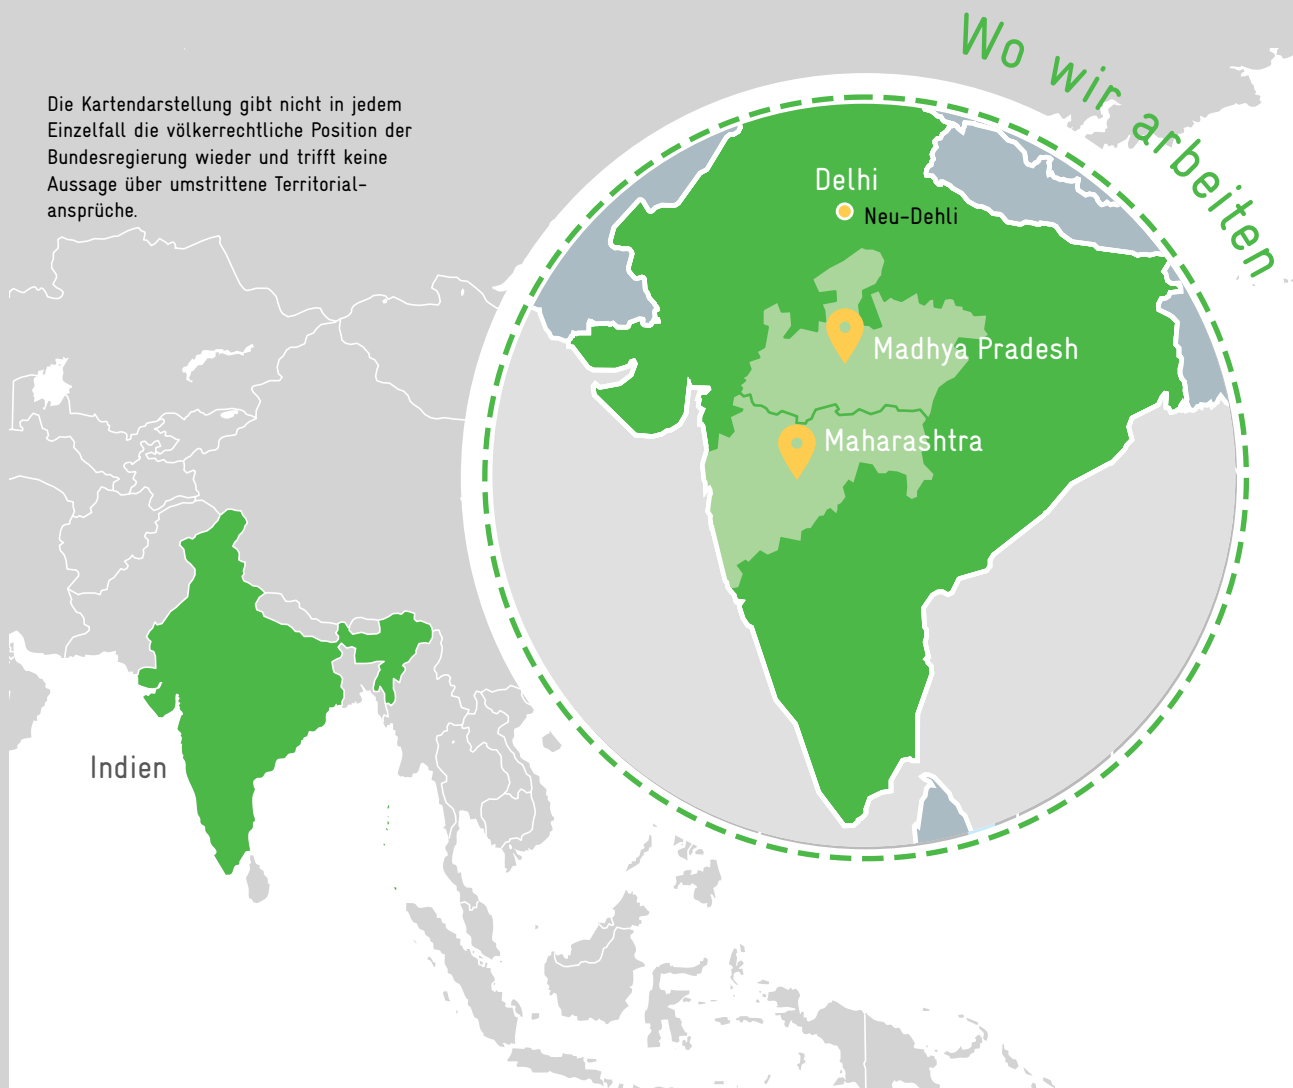 Wo wir arbeiten
Die Kartendarstellung gibt nicht in jedem
Einzelfall die völkerrechtliche Position der
Bundesregierung wieder und trifft keine
Aussage über umstrittene Territorial-
ansprüche.
Delhi
Neu-Dehli
Madhya Pradesh
Maharashtra
Indien